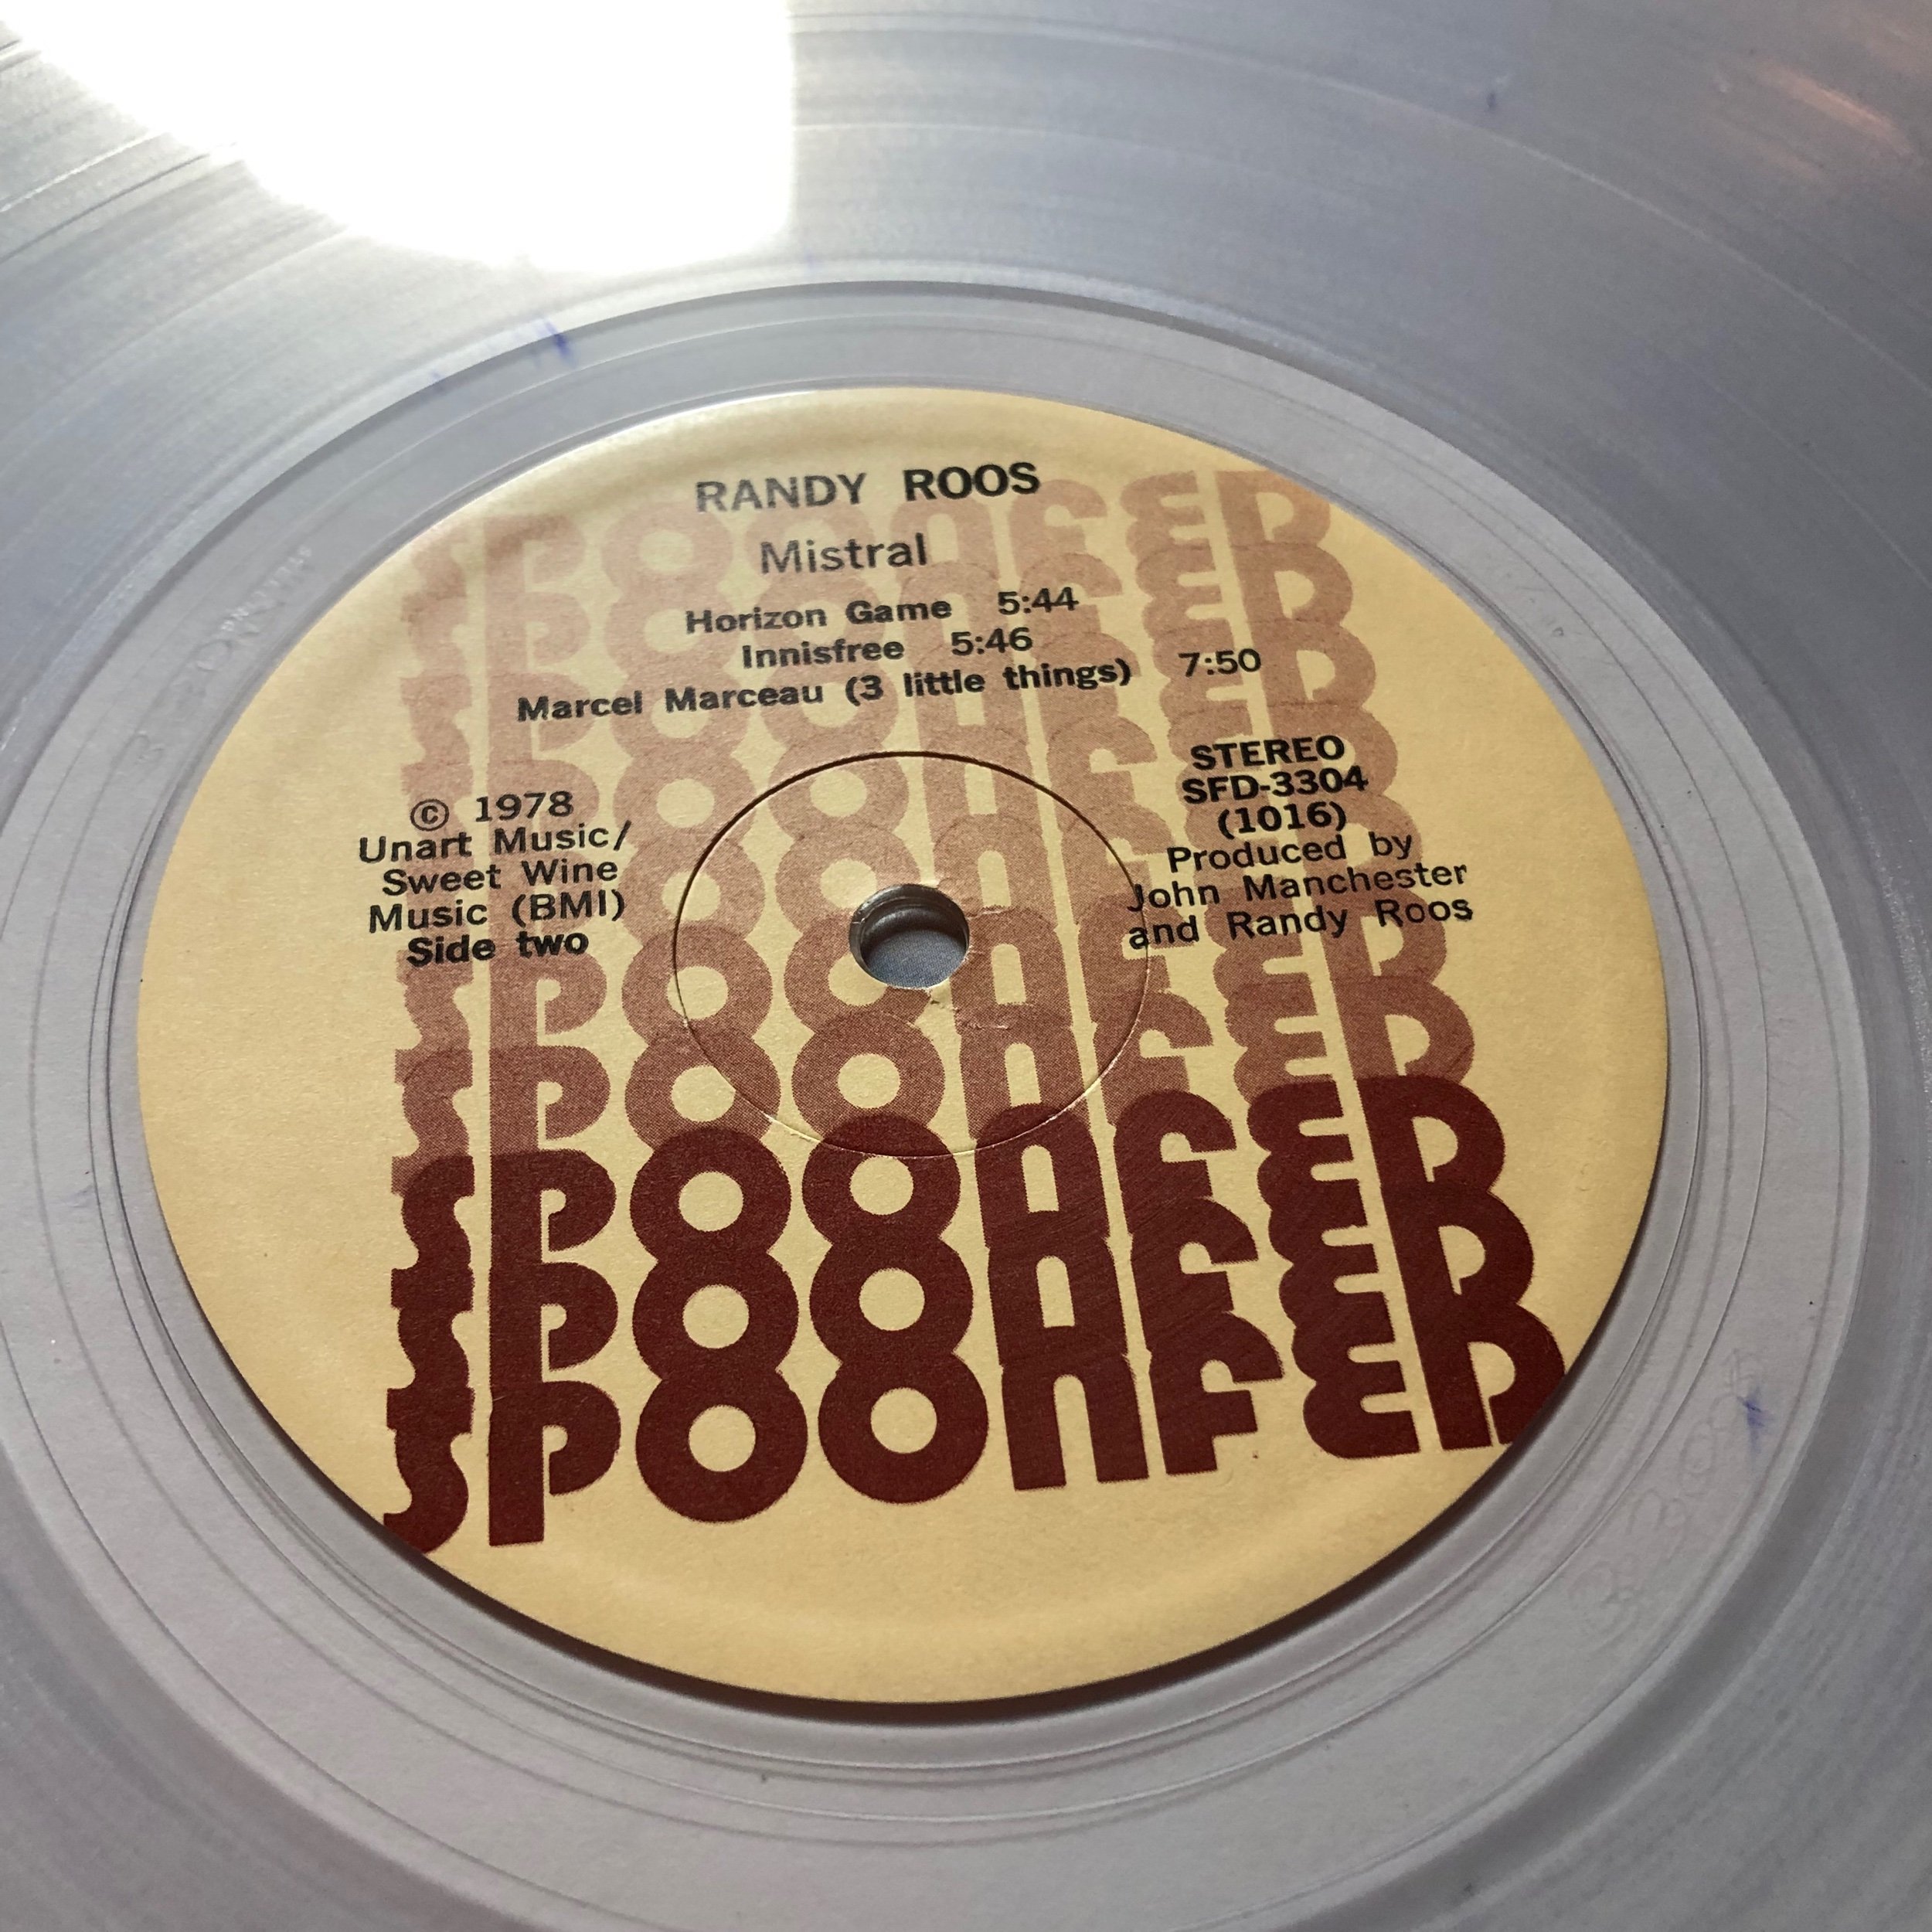 RANDY ROOS
Mistral
Horizon Game 5:44
Innisfree 5:46
Marcel Marceau (3 little things) 7:50
© 1978
Unart Music/
Sweet Wine
Music (BMI)
Side two
STEREO
SFD-3304
(1016)
Produced by
John Manchester
and Randy Roos
SPOONFED
SPOONFED
SPOONFED
SPOONFED
SPOONFED
SPOONFED
SPOONFED
SPOONFED
SPOONFED
SPOONFED